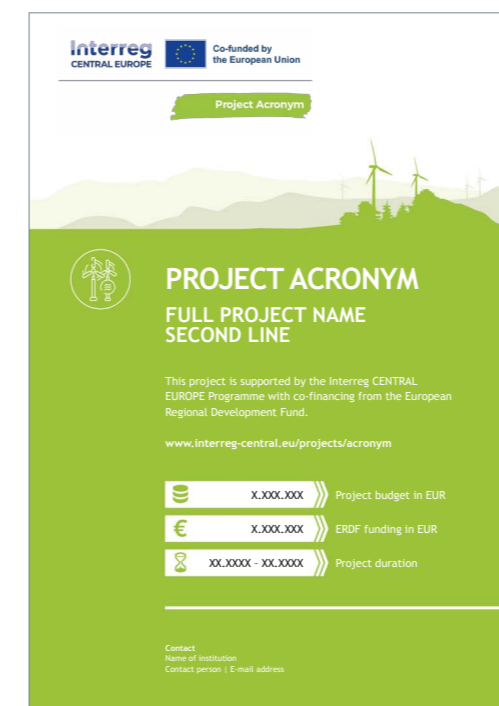 Interreg
CENTRAL EUROPE
Co-funded by
the European Union
Project Acronym
PROJECT ACRONYM
FULL PROJECT NAME
SECOND LINE
This project is supported by the Interreg CENTRAL
EUROPE Programme with co-financing from the European
Regional Development Fund.
www.interreg-central.eu/projects/acronym
X.XXX.XXX Project budget in EUR
€ X.XXX.XXX ERDF funding in EUR
XX.XXXX - XX.XXXX Project duration
Contact
Name of institution
Contact person | E-mail address